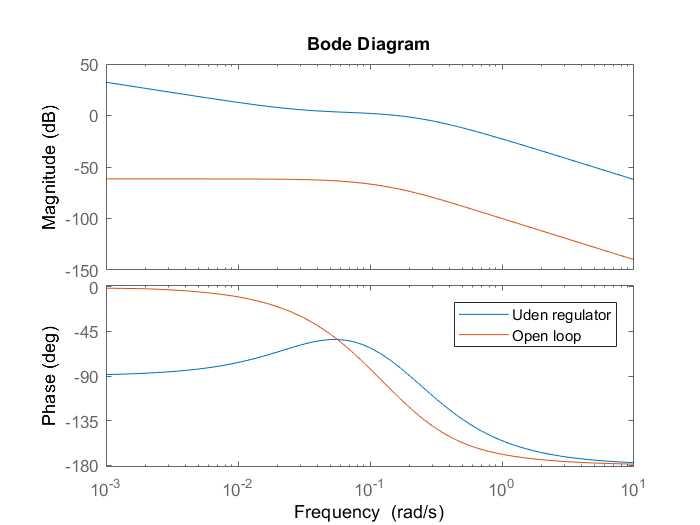 Bode Diagram
50
0
-50
-100
-150
Magnitude (dB)
0
-45
-90
-135
-180
Phase (deg)
Uden regulator
Open loop
10^-3
10^-2
10^-1
10^0
10^1
Frequency (rad/s)